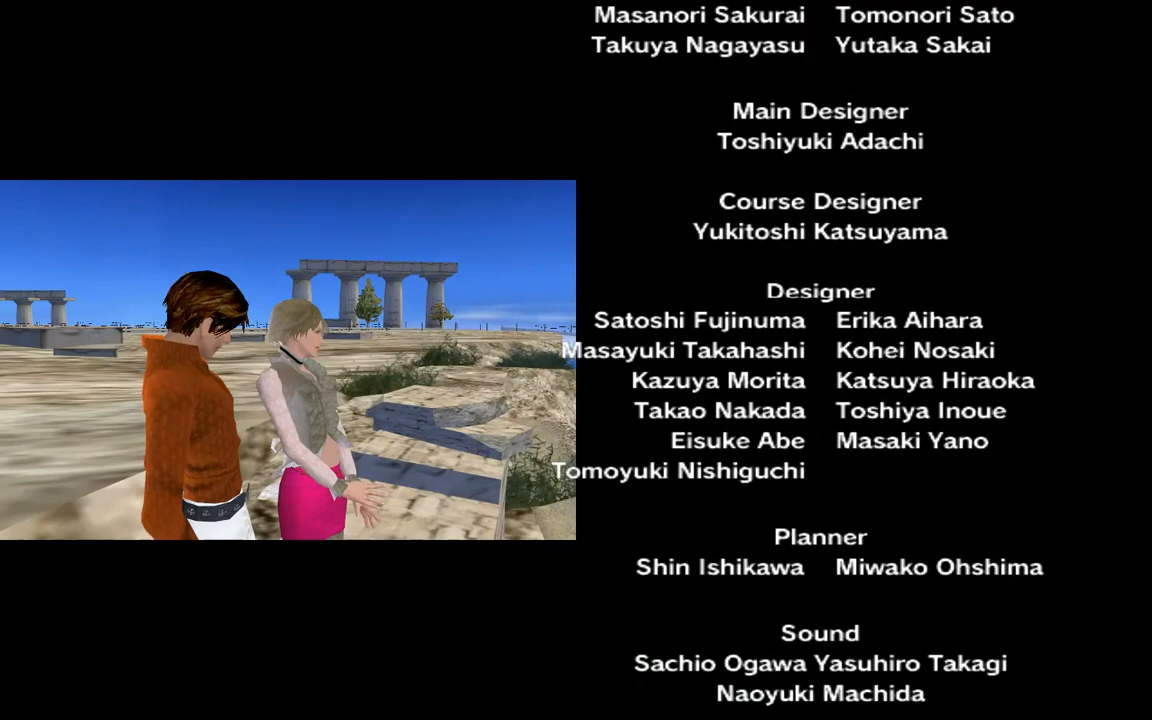 Masanori Sakurai Tomonori Sato
Takuya Nagayasu Yutaka Sakai
Main Designer
Toshiyuki Adachi
Course Designer
Yukitoshi Katsuyama
Designer
Satoshi Fujinuma Erika Aihara
Masayuki Takahashi Kohei Nosaki
Kazuya Morita Katsuya Hiraoka
Takao Nakada Toshiya Inoue
Eisuke Abe Masaki Yano
Tomoyuki Nishiguchi
Planner
Shin Ishikawa Miwako Ohshima
Sound
Sachio Ogawa Yasuhiro Takagi
Naoyuki Machida